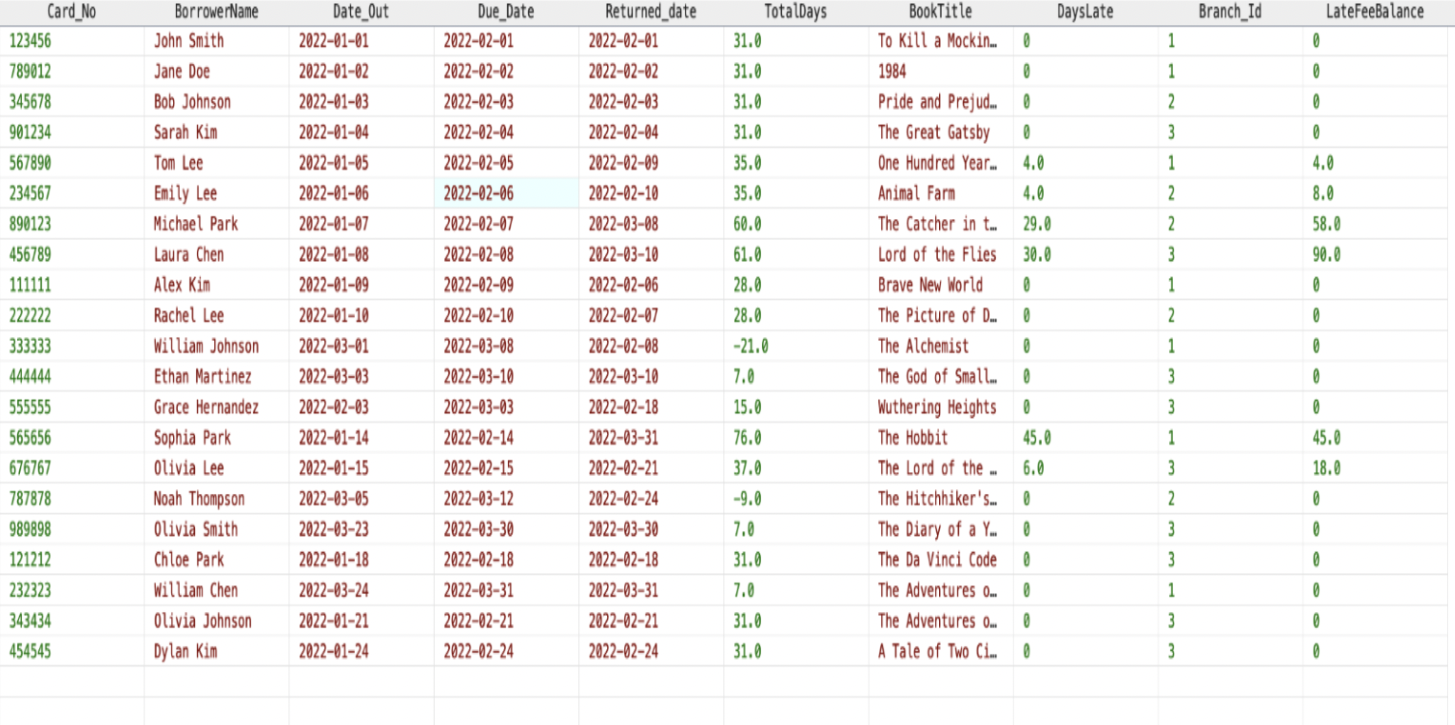 Card_No BorrowerName Date_Out Due_Date Returned_date TotalDays BookTitle DaysLate Branch_Id LateFeeBalance
123456 John Smith 2022-01-01 2022-02-01 2022-02-01 31.0 To Kill a Mockin… 0 1 0
789012 Jane Doe 2022-01-02 2022-02-02 2022-02-02 31.0 1984 0 1 0
345678 Bob Johnson 2022-01-03 2022-02-03 2022-02-03 31.0 Pride and Prejud… 0 2 0
901234 Sarah Kim 2022-01-04 2022-02-04 2022-02-04 31.0 The Great Gatsby 0 3 0
567890 Tom Lee 2022-01-05 2022-02-05 2022-02-09 35.0 One Hundred Year… 4.0 1 4.0
234567 Emily Lee 2022-01-06 2022-02-06 2022-02-10 35.0 Animal Farm 4.0 2 8.0
890123 Michael Park 2022-01-07 2022-02-07 2022-03-08 60.0 The Catcher in t… 29.0 2 58.0
456789 Laura Chen 2022-01-08 2022-02-08 2022-03-10 61.0 Lord of the Flies 30.0 3 90.0
111111 Alex Kim 2022-01-09 2022-02-09 2022-02-06 28.0 Brave New World 0 1 0
222222 Rachel Lee 2022-01-10 2022-02-10 2022-02-07 28.0 The Picture of D… 0 2 0
333333 William Johnson 2022-03-01 2022-03-08 2022-02-08 -21.0 The Alchemist 0 1 0
444444 Ethan Martinez 2022-03-03 2022-03-10 2022-03-10 7.0 The God of Small… 0 3 0
555555 Grace Hernandez 2022-02-03 2022-03-03 2022-02-18 15.0 Wuthering Heights 0 3 0
565656 Sophia Park 2022-01-14 2022-02-14 2022-03-31 76.0 The Hobbit 45.0 1 45.0
676767 Olivia Lee 2022-01-15 2022-02-15 2022-02-21 37.0 The Lord of the … 6.0 3 18.0
787878 Noah Thompson 2022-03-05 2022-03-12 2022-02-24 -9.0 The Hitchhiker's… 0 2 0
989898 Olivia Smith 2022-03-23 2022-03-30 2022-03-30 7.0 The Diary of a Y… 0 3 0
121212 Chloe Park 2022-01-18 2022-02-18 2022-02-18 31.0 The Da Vinci Code 0 3 0
232323 William Chen 2022-03-24 2022-03-31 2022-03-31 7.0 The Adventures o… 0 1 0
343434 Olivia Johnson 2022-01-21 2022-02-21 2022-02-21 31.0 The Adventures o… 0 3 0
454545 Dylan Kim 2022-01-24 2022-02-24 2022-02-24 31.0 A Tale of Two Ci… 0 3 0